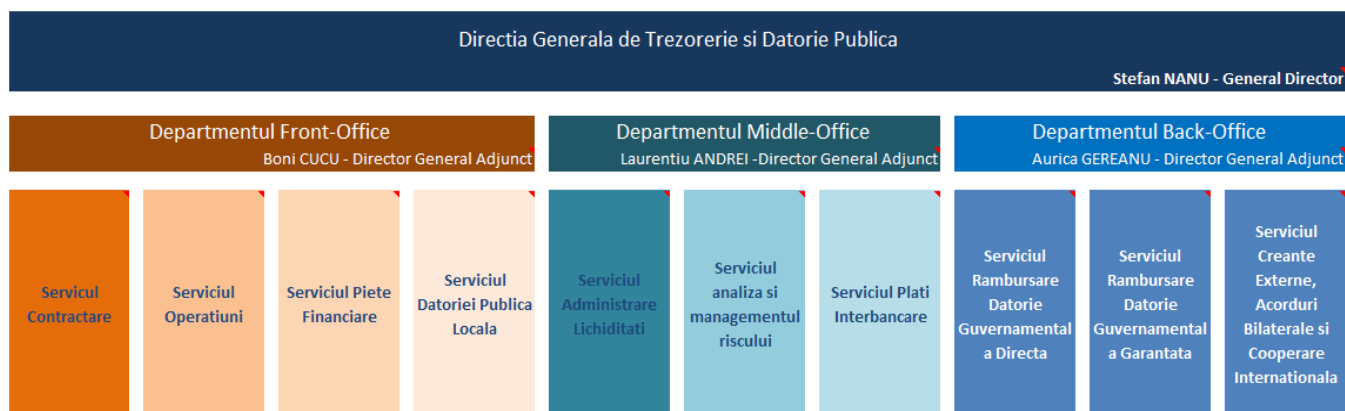 Directia Generala de Trezorerie si Datorie Publica
Stefan NANU - General Director
Departmentul Front-Office
Boni CUCU - Director General Adjunct
Departmentul Middle-Office
Laurentiu ANDREI -Director General Adjunct
Departmentul Back-Office
Aurica GEREANU - Director General Adjunct
Servicul
Contractare
Serviciul
Operatiuni
Serviciul Piete
Financiare
Serviciul
Datoriei Publica
Locala
Serviciul
Administrare
Lichiditati
Serviciul
analiza si
managementul
riscului
Serviciul Plati
Interbancare
Serviciul
Rambursare
Datorie
Guvernamental
a Directa
Serviciul
Rambursare
Datorie
Guvernamental
a Garantata
Serviciul
Creante
Externe,
Acorduri
Bilaterale si
Cooperare
Internationala